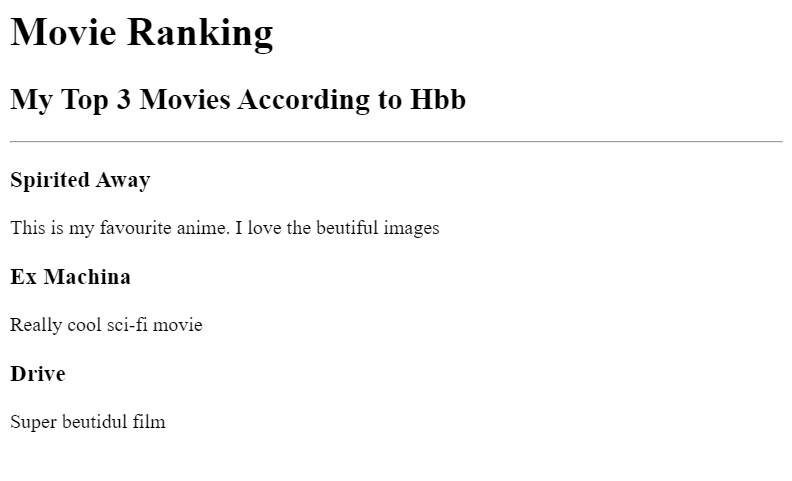 Movie Ranking
My Top 3 Movies According to Hbb
Spirited Away
This is my favourite anime. I love the beutiful images
Ex Machina
Really cool sci-fi movie
Drive
Super beutidul film